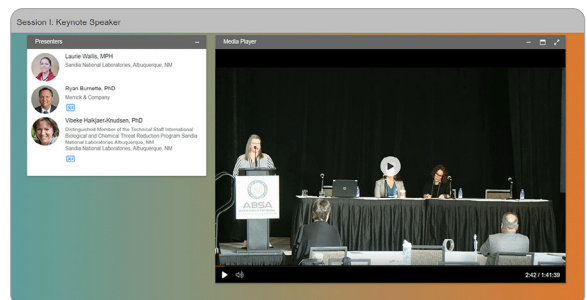 Session I: Keynote Speaker
Presenters
Laurie Wallis, MPH
Sandia National Laboratories, Albuquerque, NM
Ryan Burnette, PhD
Merrick & Company
Vibeke Halkjaer-Knudsen, PhD
Distinguished Member of the Technical Staff International
Biological and Chemical Threat Reduction Program Sandia
National Laboratories Albuquerque, NM
Sandia National Laboratories, Albuquerque, NM
Media Player
ABSA
2:42 / 1:41:39